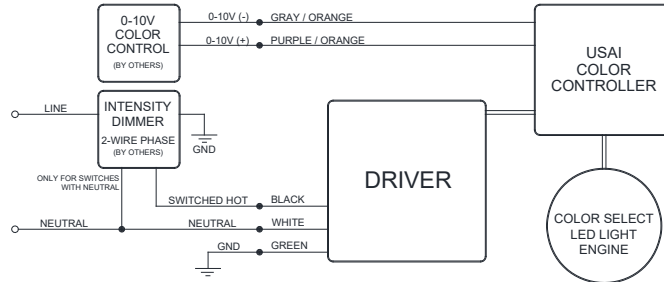 0-10V
COLOR
CONTROL
(BY OTHERS)
0-10V (-)
GRAY / ORANGE
0-10V (+)
PURPLE / ORANGE
USAI
COLOR
CONTROLLER
LINE
INTENSITY
DIMMER
2-WIRE PHASE
(BY OTHERS)
GND
ONLY FOR SWITCHES
WITH NEUTRAL
DRIVER
SWITCHED HOT
BLACK
NEUTRAL
NEUTRAL
WHITE
GND
GREEN
COLOR SELECT
LED LIGHT
ENGINE